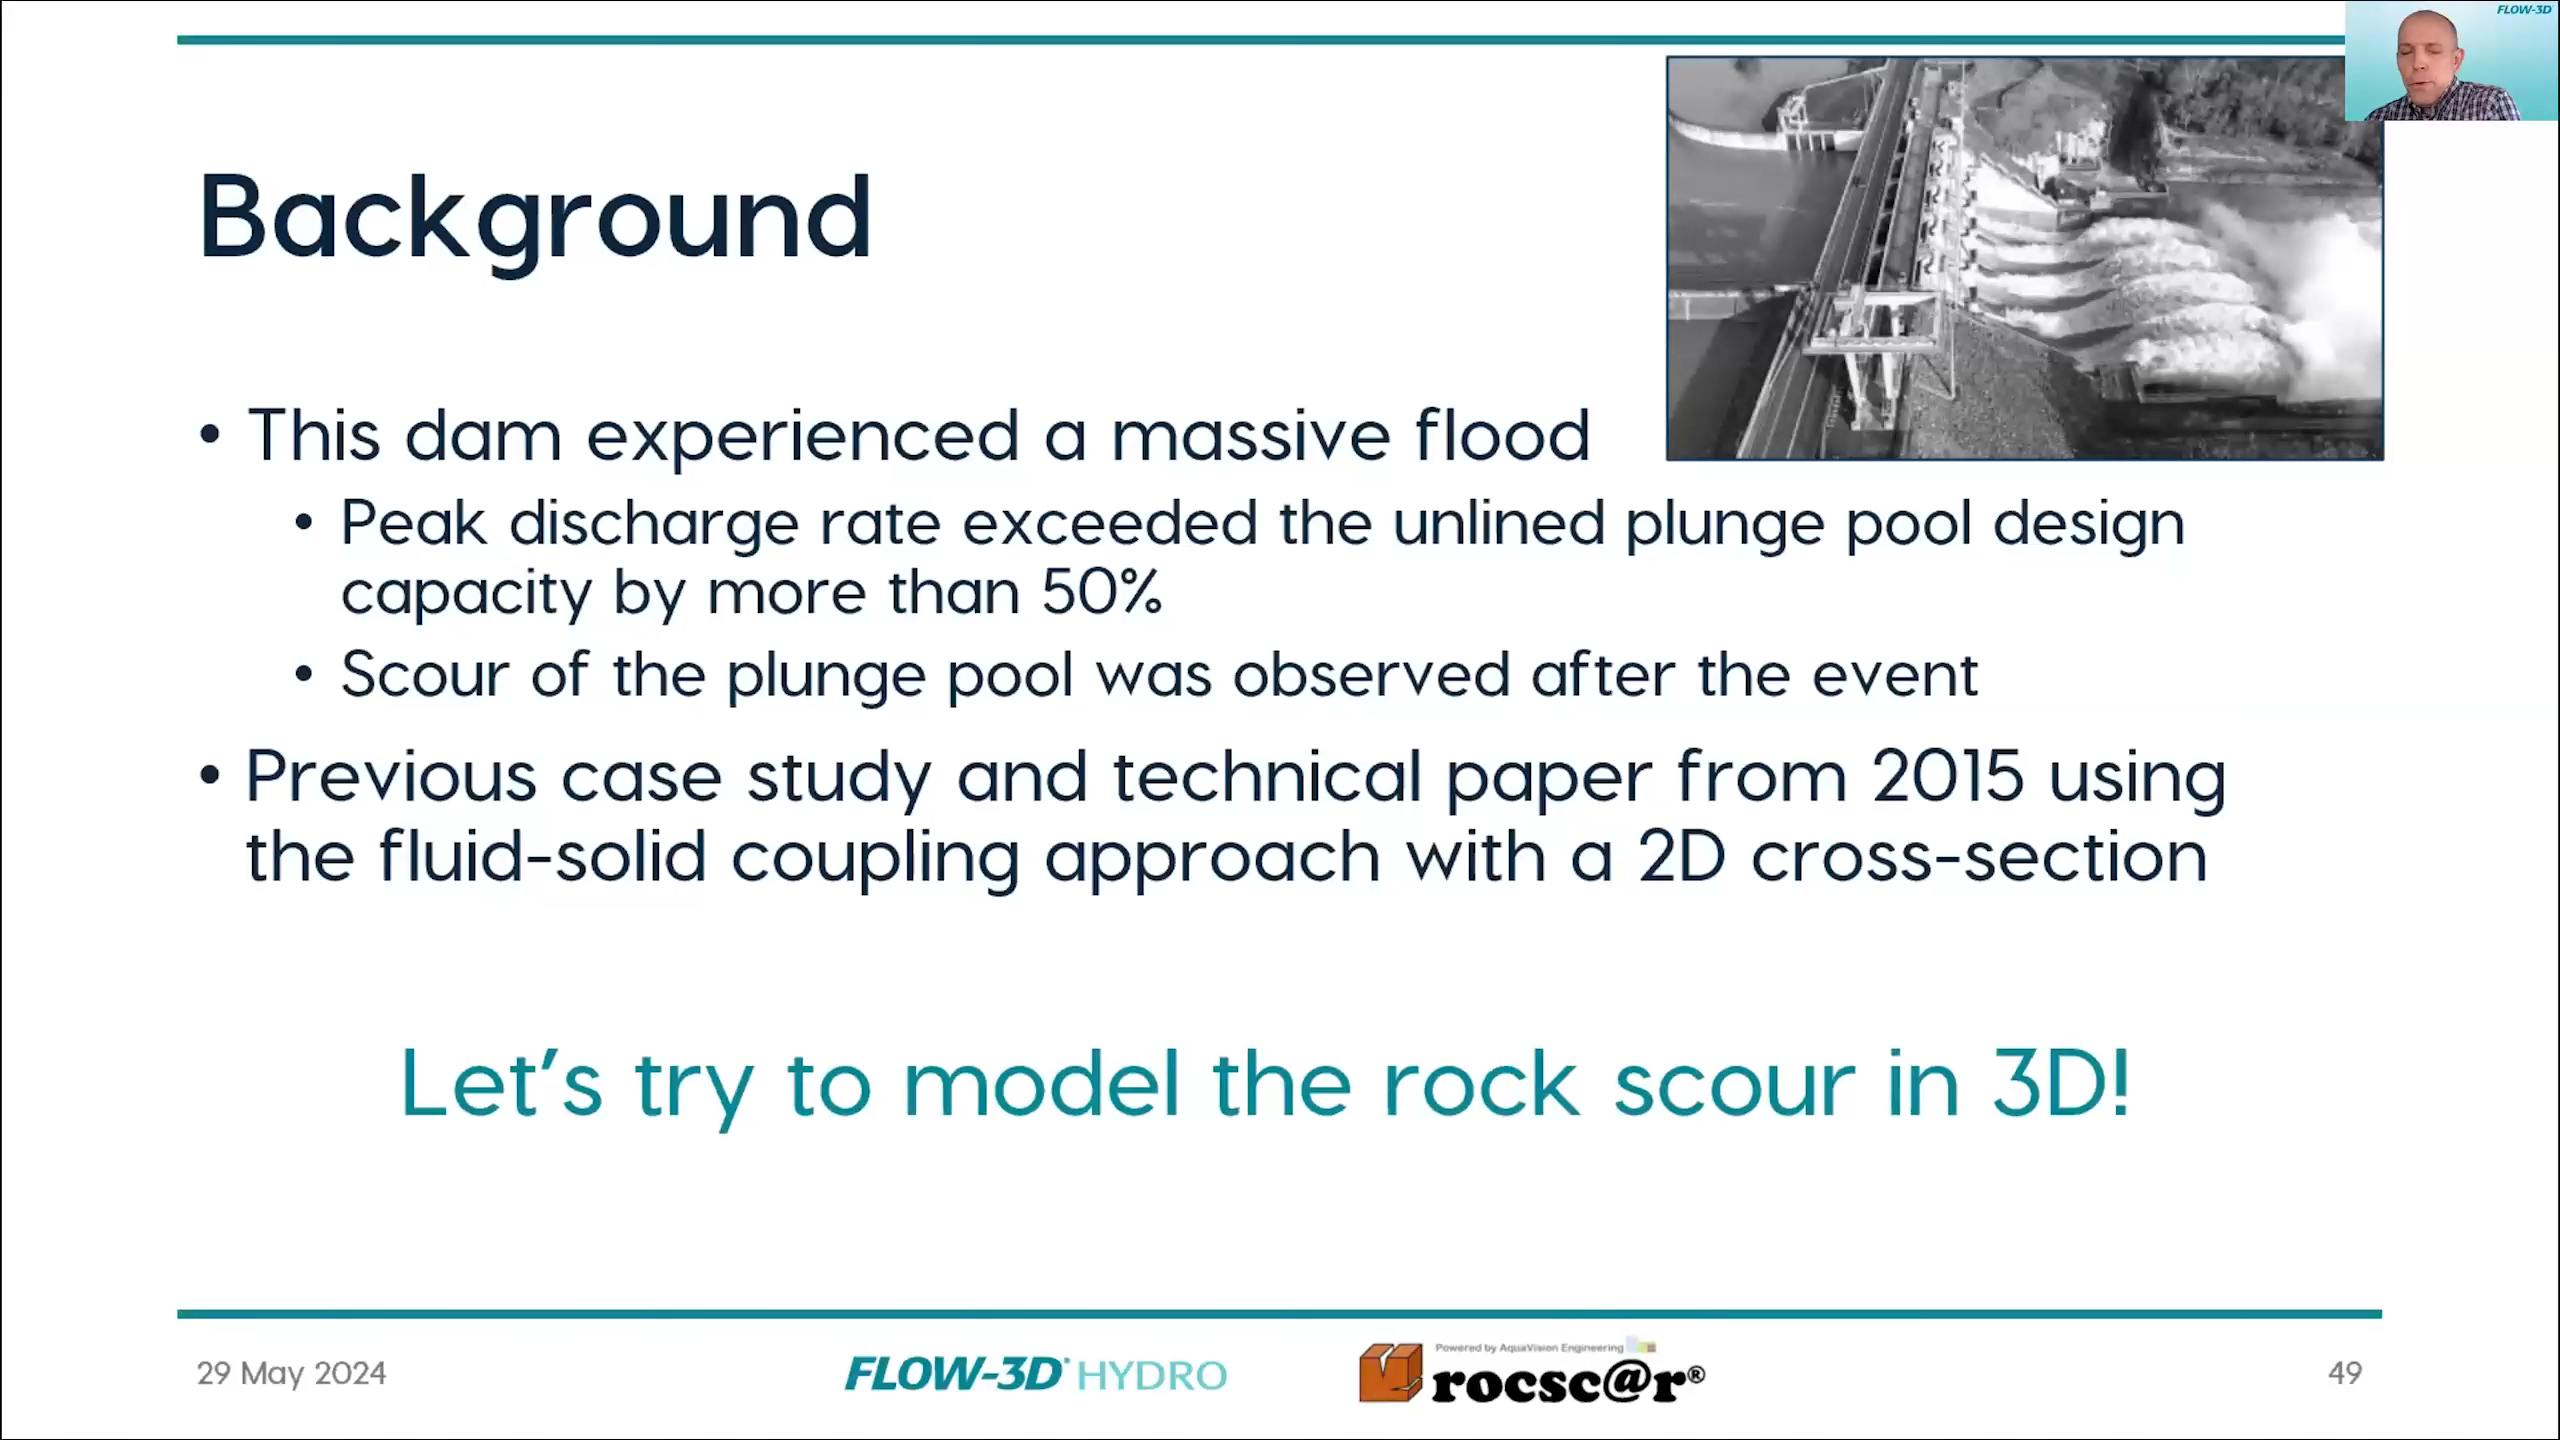 FLOW-3D
Background
• This dam experienced a massive flood
• Peak discharge rate exceeded the unlined plunge pool design
capacity by more than 50%
• Scour of the plunge pool was observed after the event
• Previous case study and technical paper from 2015 using
the fluid-solid coupling approach with a 2D cross-section
Let's try to model the rock scour in 3D!
29 May 2024
FLOW-3D® HYDRO
Powered by AquaVision Engineering
rocsc@r®
49